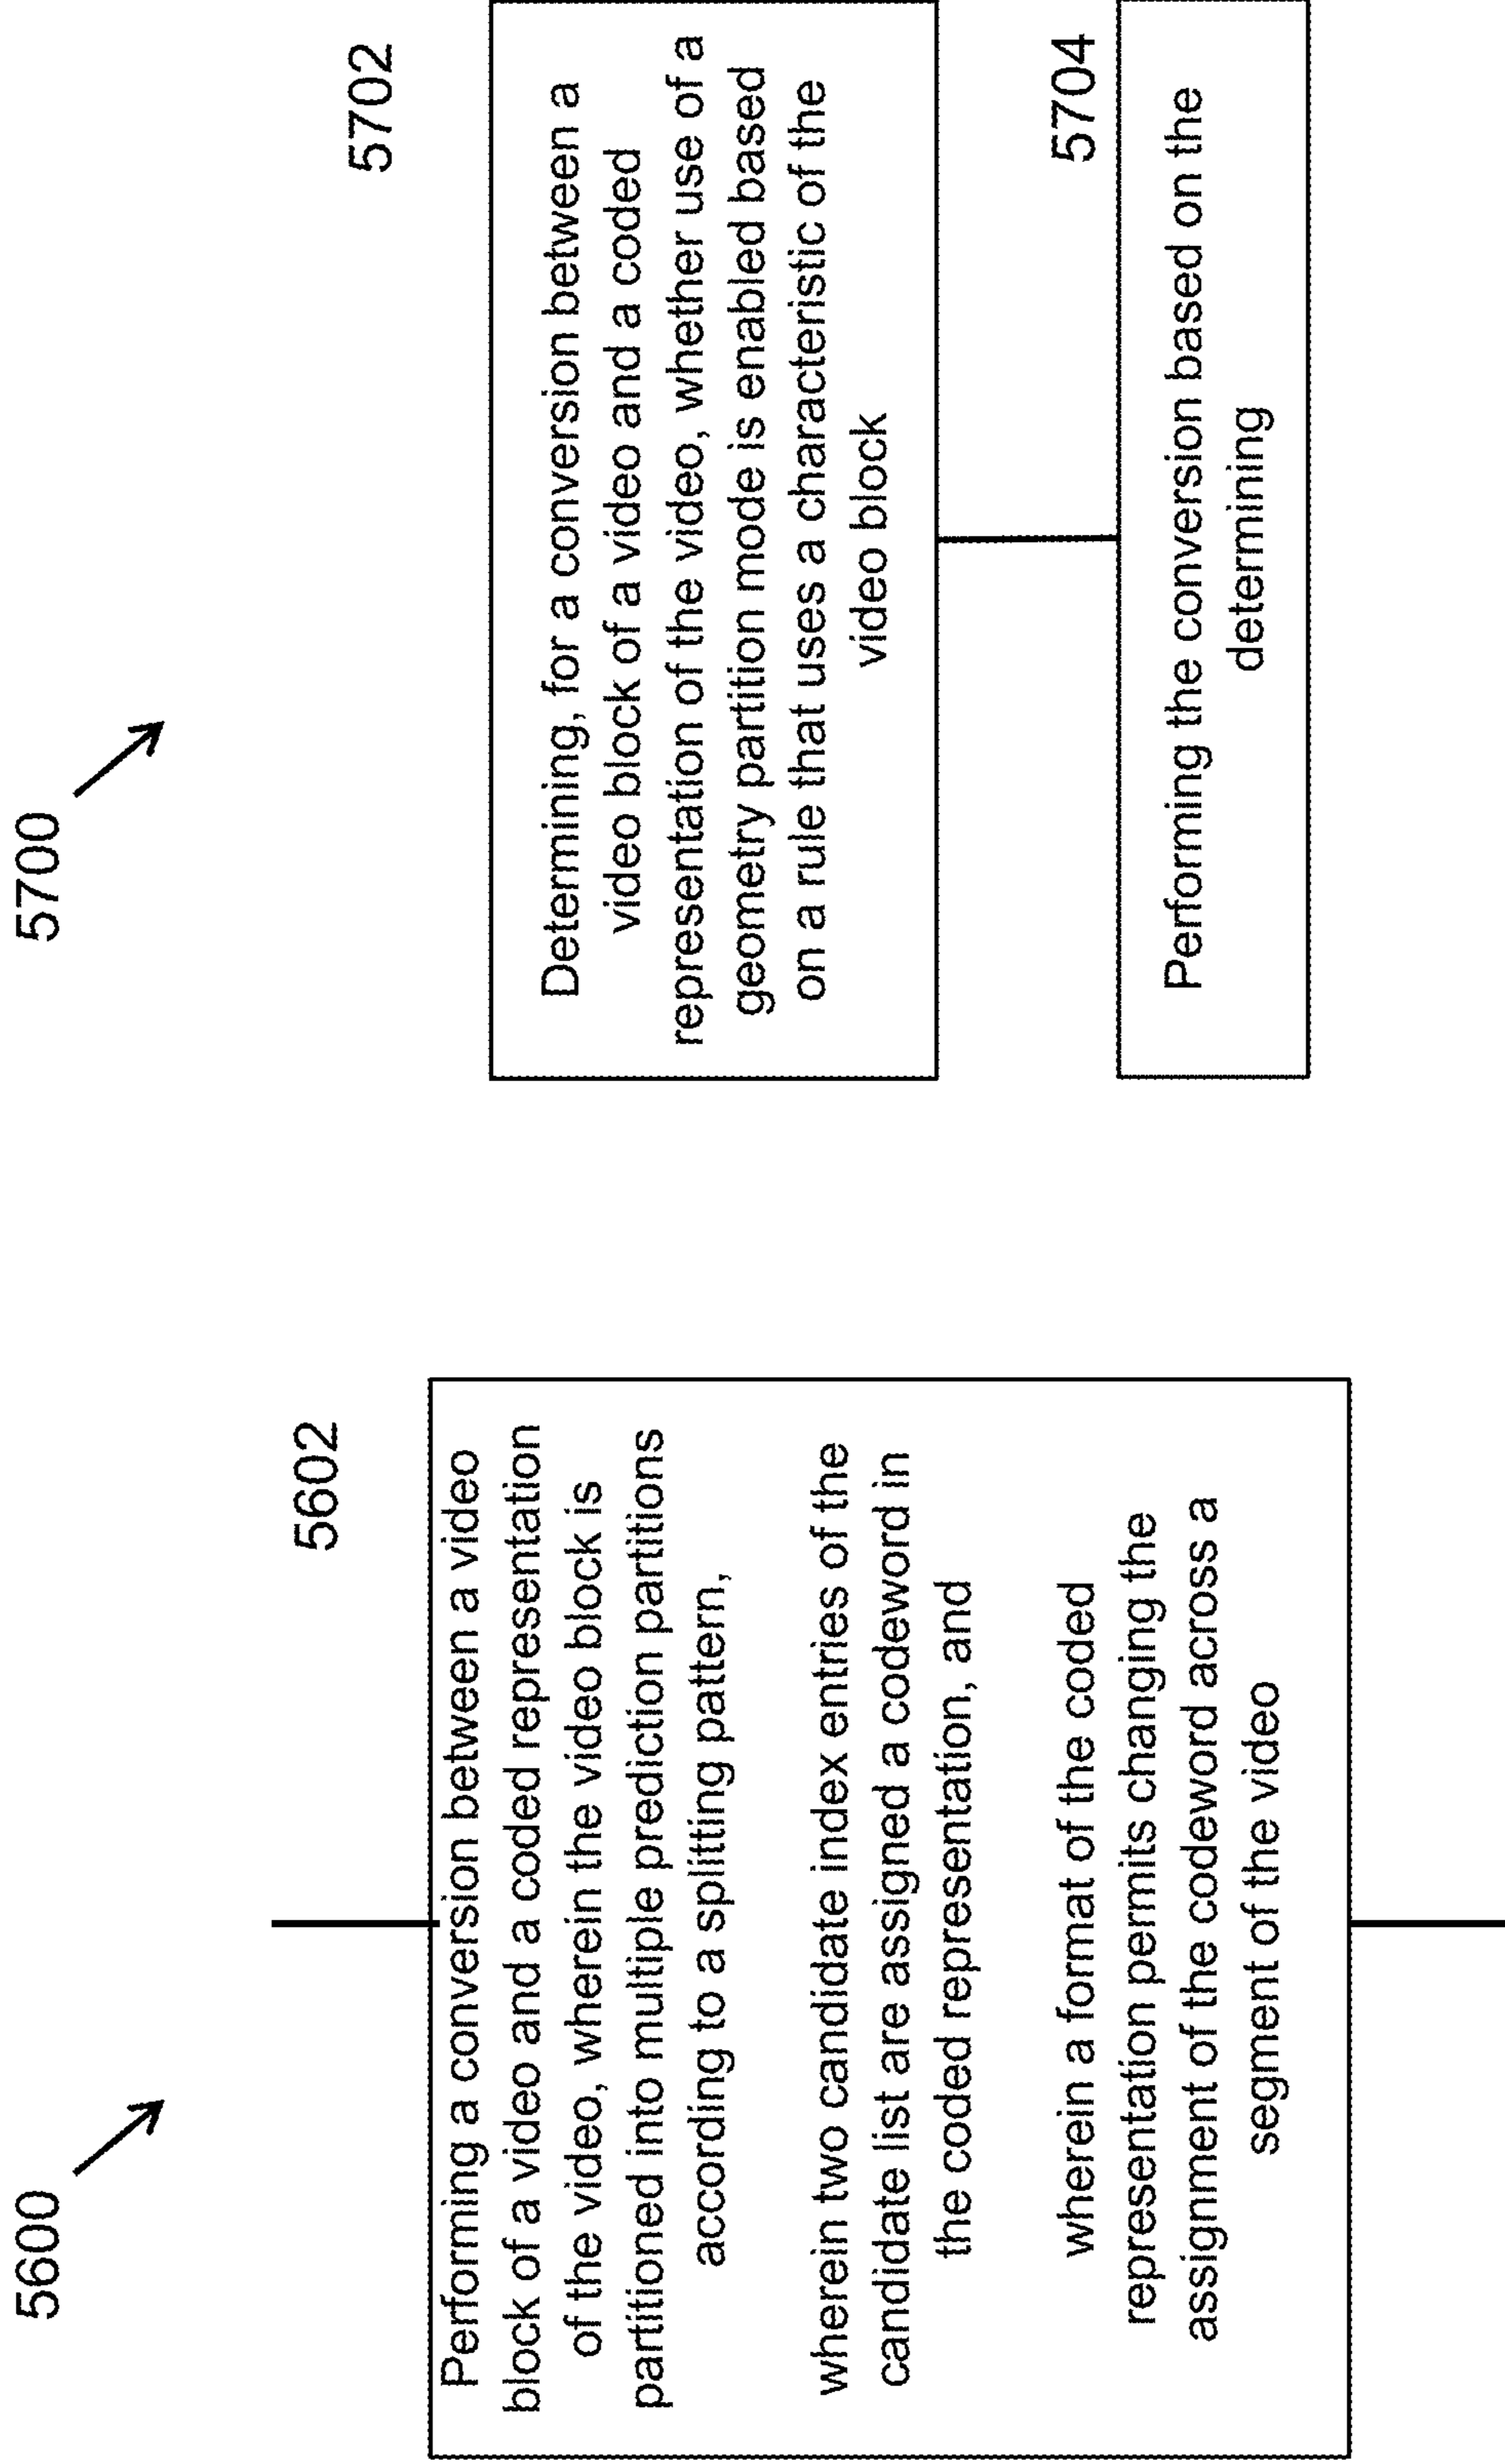 5600
5602
Performing a conversion between a video
block of a video and a coded representation
of the video, wherein the video block is
partitioned into multiple prediction partitions
according to a splitting pattern,
wherein two candidate index entries of the
candidate list are assigned a codeword in
the coded representation, and
wherein a format of the coded
representation permits changing the
assignment of the codeword across a
segment of the video
5700
5702
Determining, for a conversion between a
video block of a video and a coded
representation of the video, whether use of a
geometry partition mode is enabled based
on a rule that uses a characteristic of the
video block
5704
Performing the conversion based on the
determining